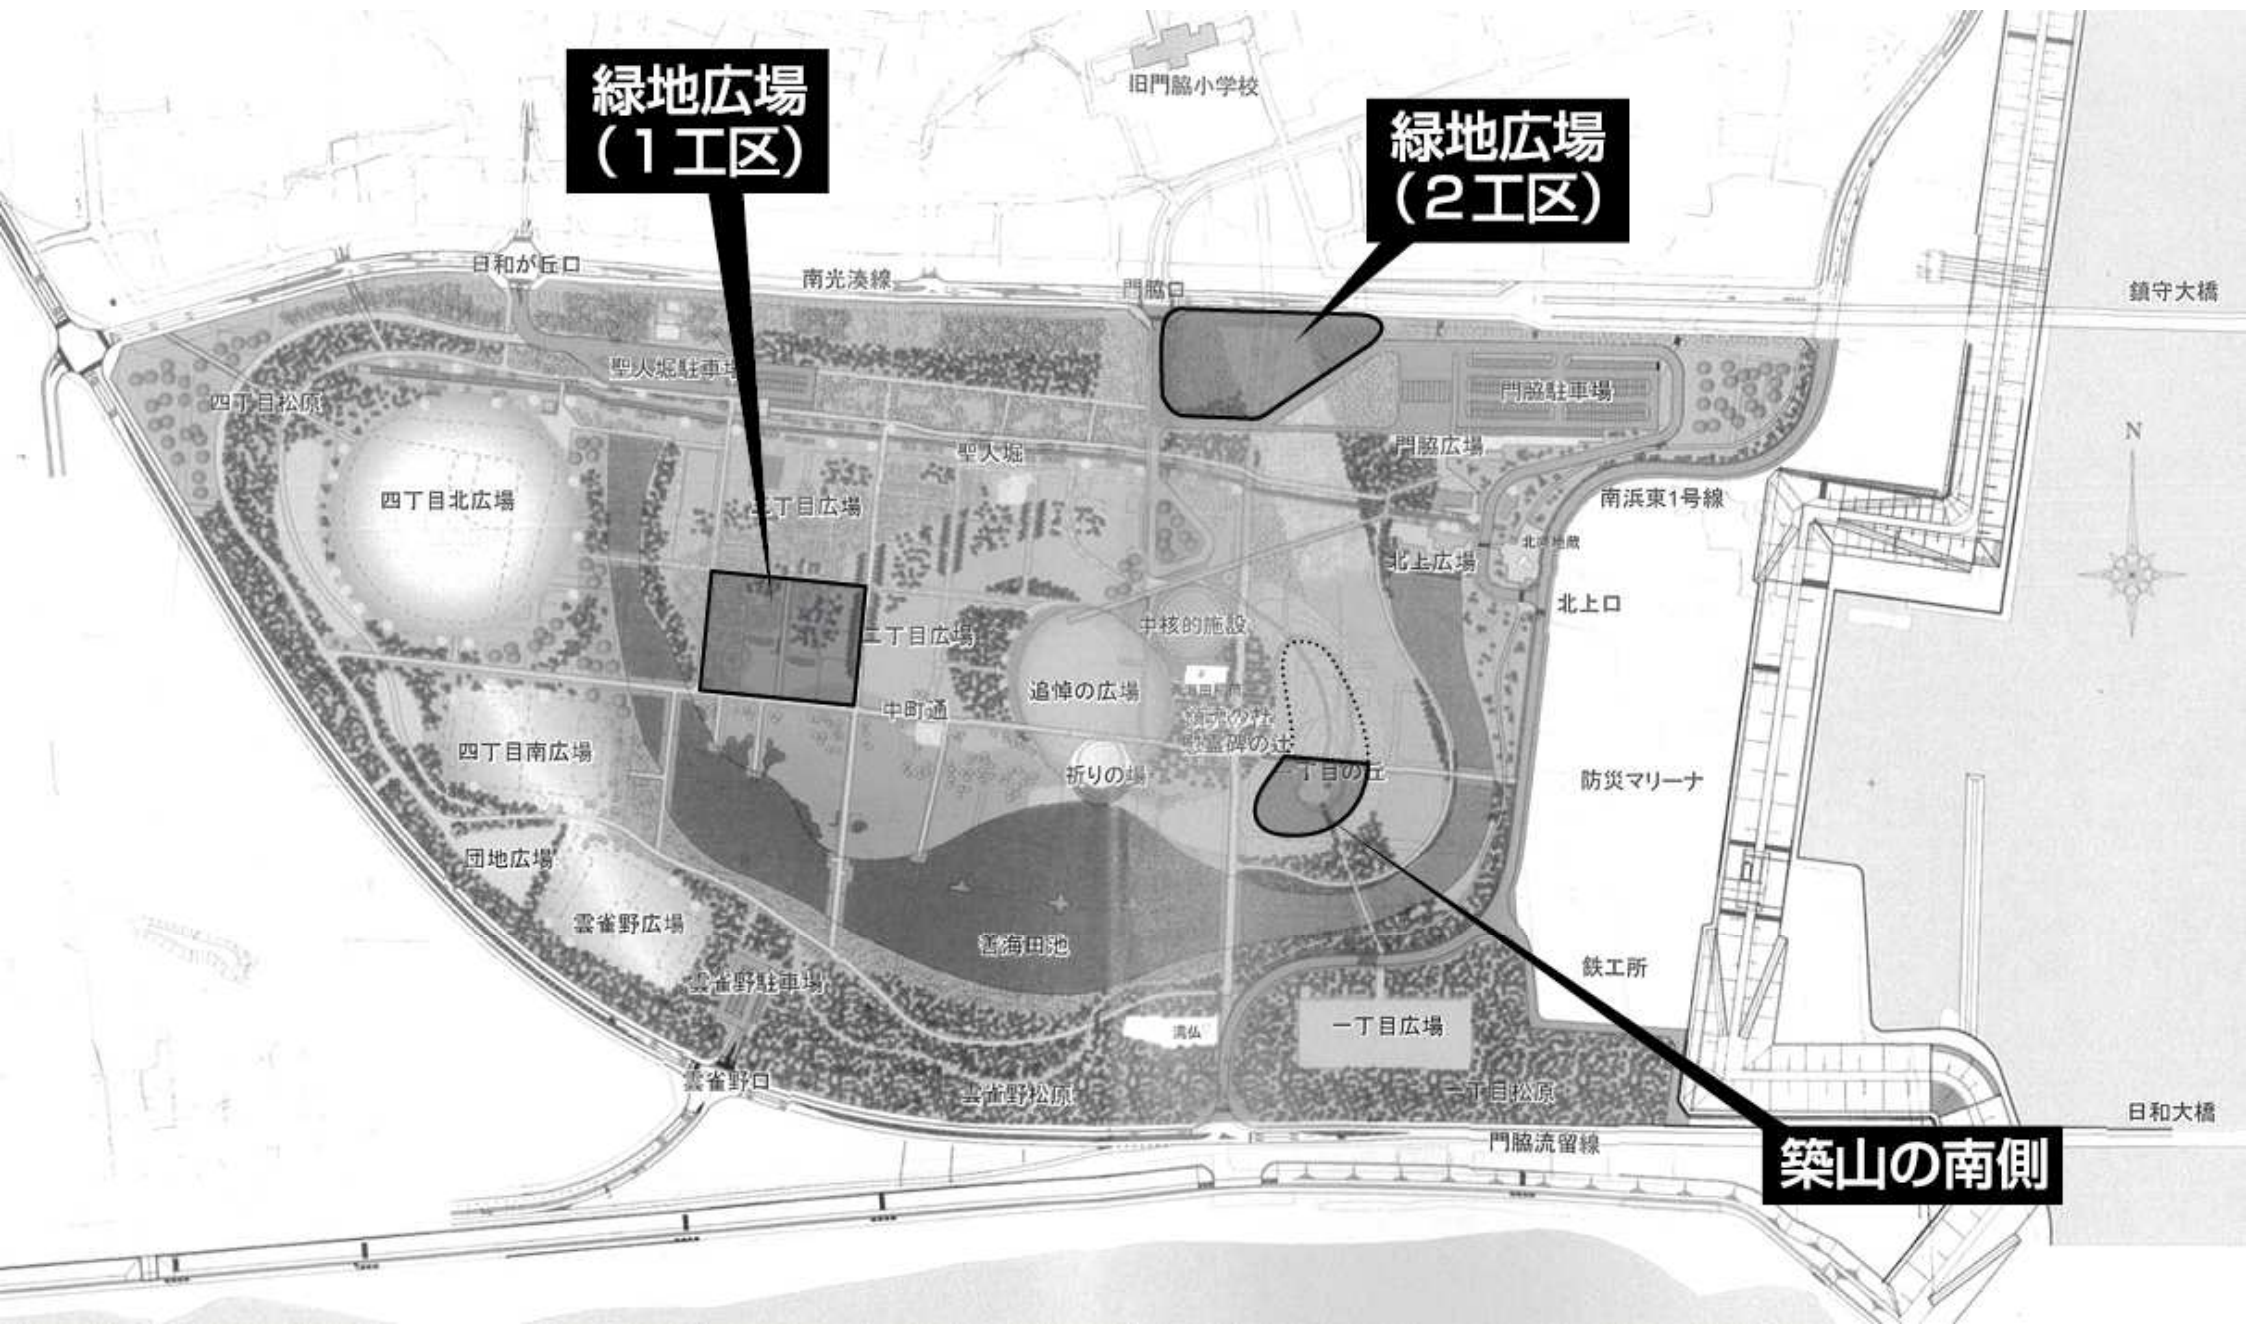 緑地広場
（１工区）
旧門脇小学校
緑地広場
（２工区）
日和が丘口
南光湊線
門脇口
鎮守大橋
聖人堀駐車場
門脇駐車場
四丁目松原
N
聖人堀
門脇広場
四丁目北広場
三丁目広場
南浜東1号線
北上広場
北上口
中核的施設
二丁目広場
追悼の広場
中町通
慰霊碑の辻
四丁目南広場
祈りの場
一丁目の丘
防災マリーナ
団地広場
雲雀野広場
善海田池
鉄工所
雲雀野駐車場
一丁目広場
濡仏
雲雀野口
雲雀野松原
一丁目松原
日和大橋
門脇流留線
築山の南側